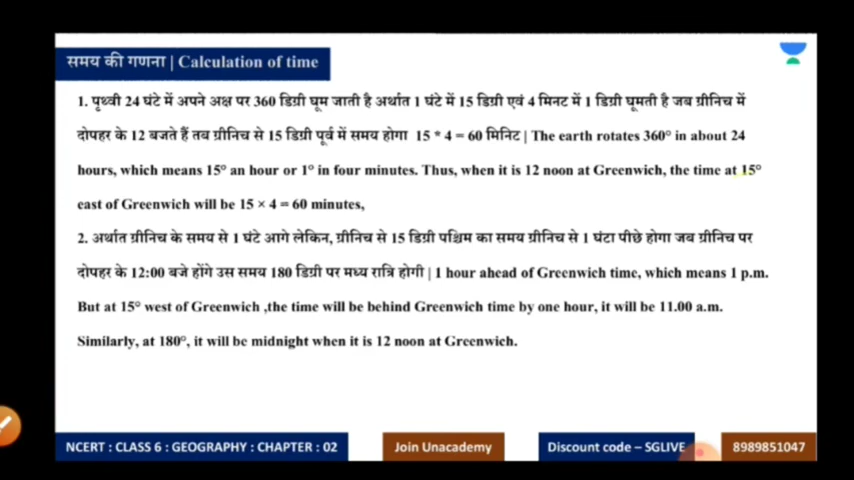 समय की गणना | Calculation of time
1. पृथ्वी 24 घंटे में अपने अक्ष पर 360 डिग्री घूम जाती है अर्थात 1 घंटे में 15 डिग्री एवं 4 मिनट में 1 डिग्री घूमती है जब ग्रीनिच में
दोपहर के 12 बजते हैं तब ग्रीनिच से 15 डिग्री पूर्व में समय होगा 15 * 4 = 60 मिनिट | The earth rotates 360° in about 24
hours, which means 15° an hour or 1° in four minutes. Thus, when it is 12 noon at Greenwich, the time at 15°
east of Greenwich will be 15 × 4 = 60 minutes,
2. अर्थात ग्रीनिच के समय से 1 घंटे आगे लेकिन, ग्रीनिच से 15 डिग्री पश्चिम का समय ग्रीनिच से 1 घंटा पीछे होगा जब ग्रीनिच पर
दोपहर के 12:00 बजे होंगे उस समय 180 डिग्री पर मध्य रात्रि होगी | 1 hour ahead of Greenwich time, which means 1 p.m.
But at 15° west of Greenwich ,the time will be behind Greenwich time by one hour, it will be 11.00 a.m.
Similarly, at 180°, it will be midnight when it is 12 noon at Greenwich.
NCERT : CLASS 6 : GEOGRAPHY : CHAPTER : 02
Join Unacademy
Discount code – SGLIVE
8989851047